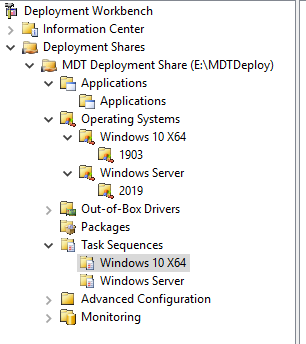 Deployment Workbench
Information Center
Deployment Shares
MDT Deployment Share (E:\MDTDeploy)
Applications
Applications
Operating Systems
Windows 10 X64
1903
Windows Server
2019
Out-of-Box Drivers
Packages
Task Sequences
Windows 10 X64
Windows Server
Advanced Configuration
Monitoring